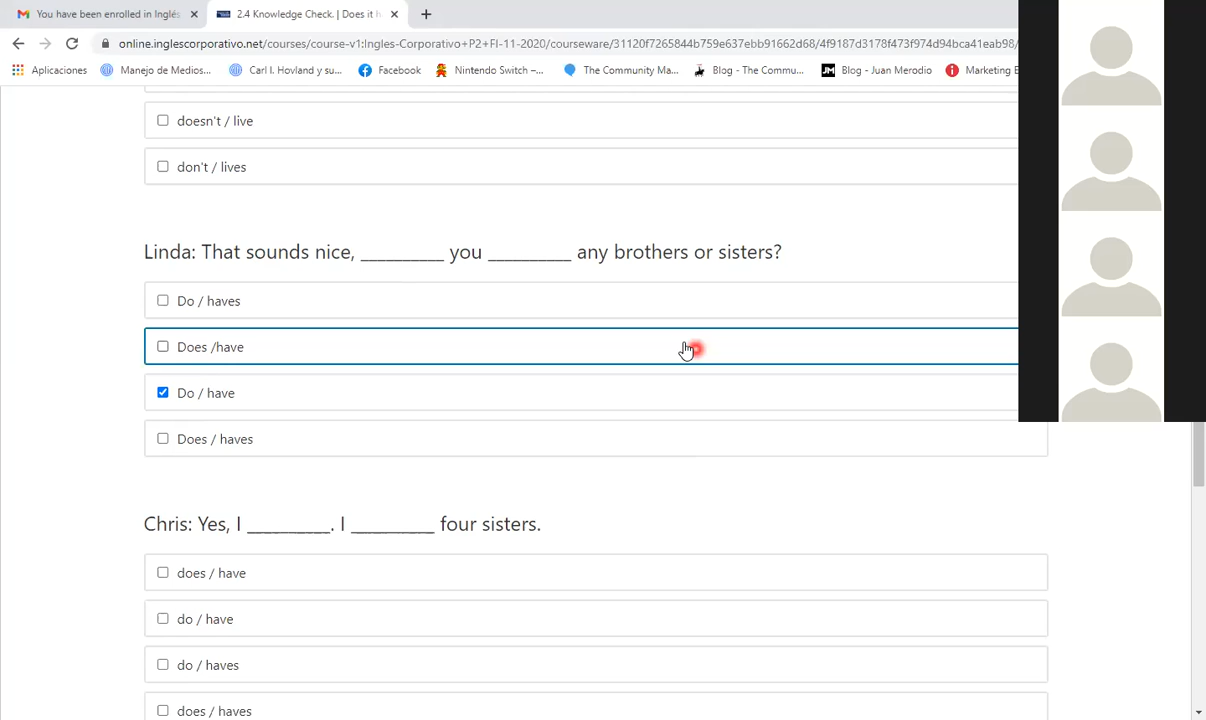 You have been enrolled in Inglés
2.4 Knowledge Check. | Does it h
online.inglescorporativo.net/courses/course-v1:Ingles-Corporativo+P2+FI-11-2020/courseware/31120f7265844b759e637ebb91662d68/4f9187d3178f473f974d94bca41eab98/
Aplicaciones
Manejo de Medios...
Carl I. Hovland y su...
Facebook
Nintendo Switch –...
The Community Ma...
Blog - The Commu...
Blog - Juan Merodio
Marketing E
doesn't / live
don't / lives
Linda: That sounds nice, __________ you __________ any brothers or sisters?
Do / haves
Does /have
Do / have
Does / haves
Chris: Yes, I __________. I __________ four sisters.
does / have
do / have
do / haves
does / haves